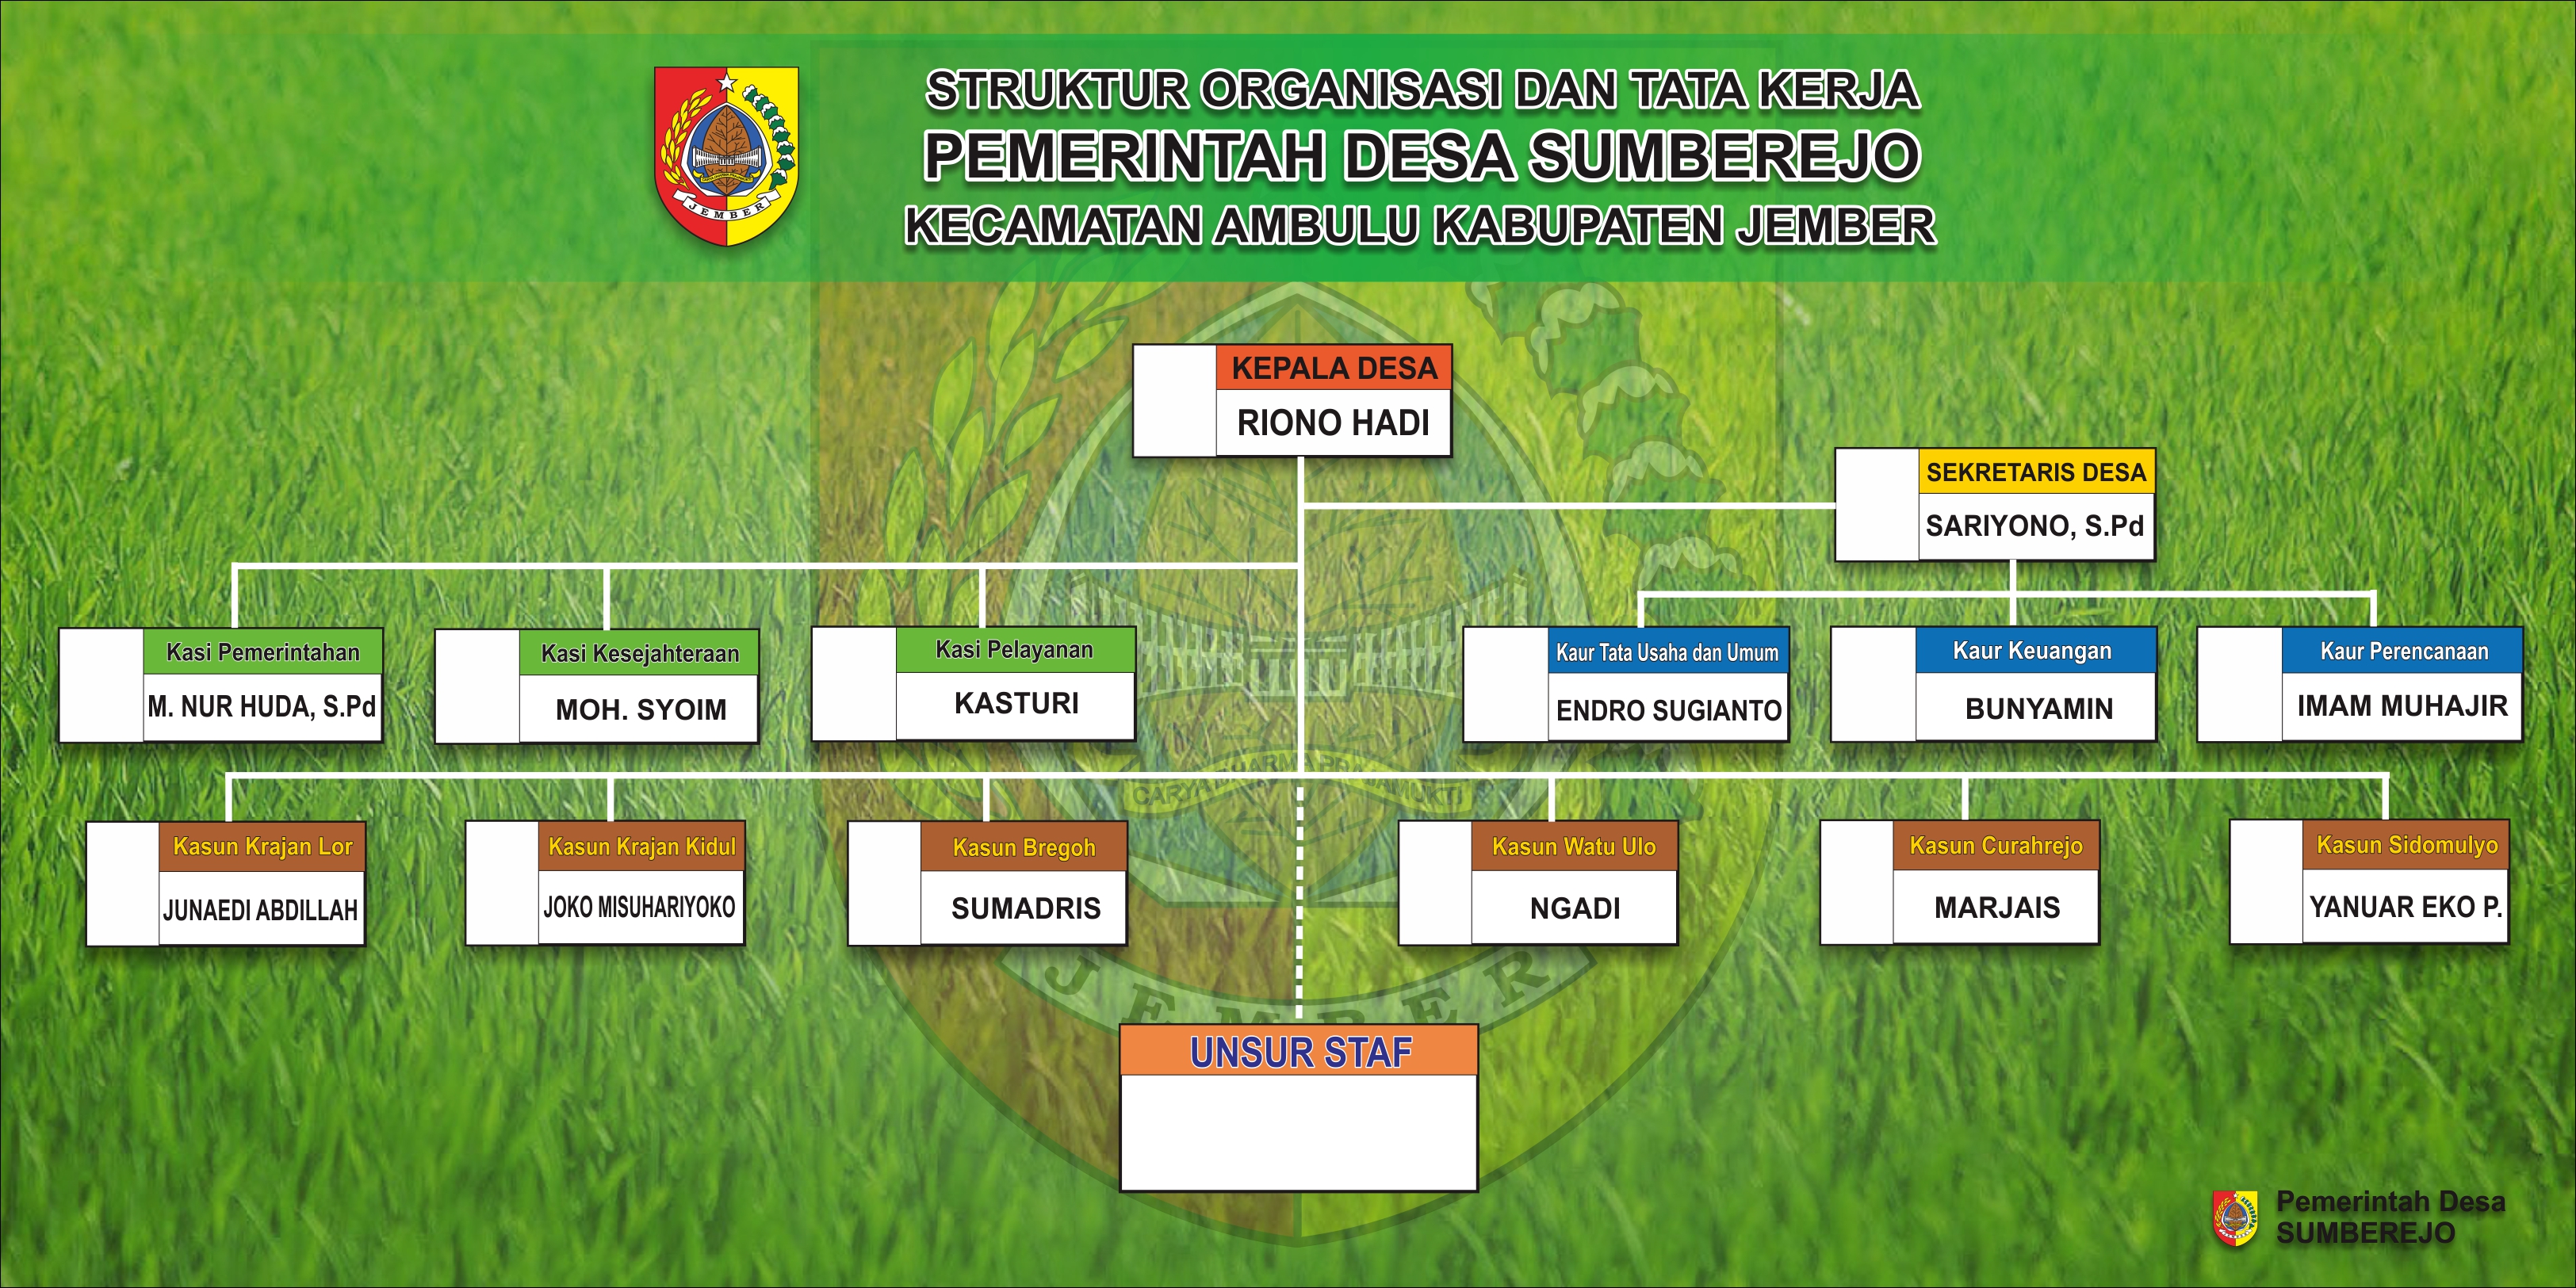 STRUKTUR ORGANISASI DAN TATA KERJA
PEMERINTAH DESA SUMBEREJO
KECAMATAN AMBULU KABUPATEN JEMBER
JEMBER
KEPALA DESA
RIONO HADI
SEKRETARIS DESA
SARIYONO, S.Pd
Kasi Pemerintahan
M. NUR HUDA, S.Pd
Kasi Kesejahteraan
MOH. SYOIM
Kasi Pelayanan
KASTURI
Kaur Tata Usaha dan Umum
ENDRO SUGIANTO
Kaur Keuangan
BUNYAMIN
Kaur Perencanaan
IMAM MUHAJIR
Kasun Krajan Lor
JUNAEDI ABDILLAH
Kasun Krajan Kidul
JOKO MISUHARIYOKO
Kasun Bregoh
SUMADRIS
Kasun Watu Ulo
NGADI
Kasun Curahrejo
MARJAIS
Kasun Sidomulyo
YANUAR EKO P.
JEMBER
UNSUR STAF
Pemerintah Desa
SUMBEREJO